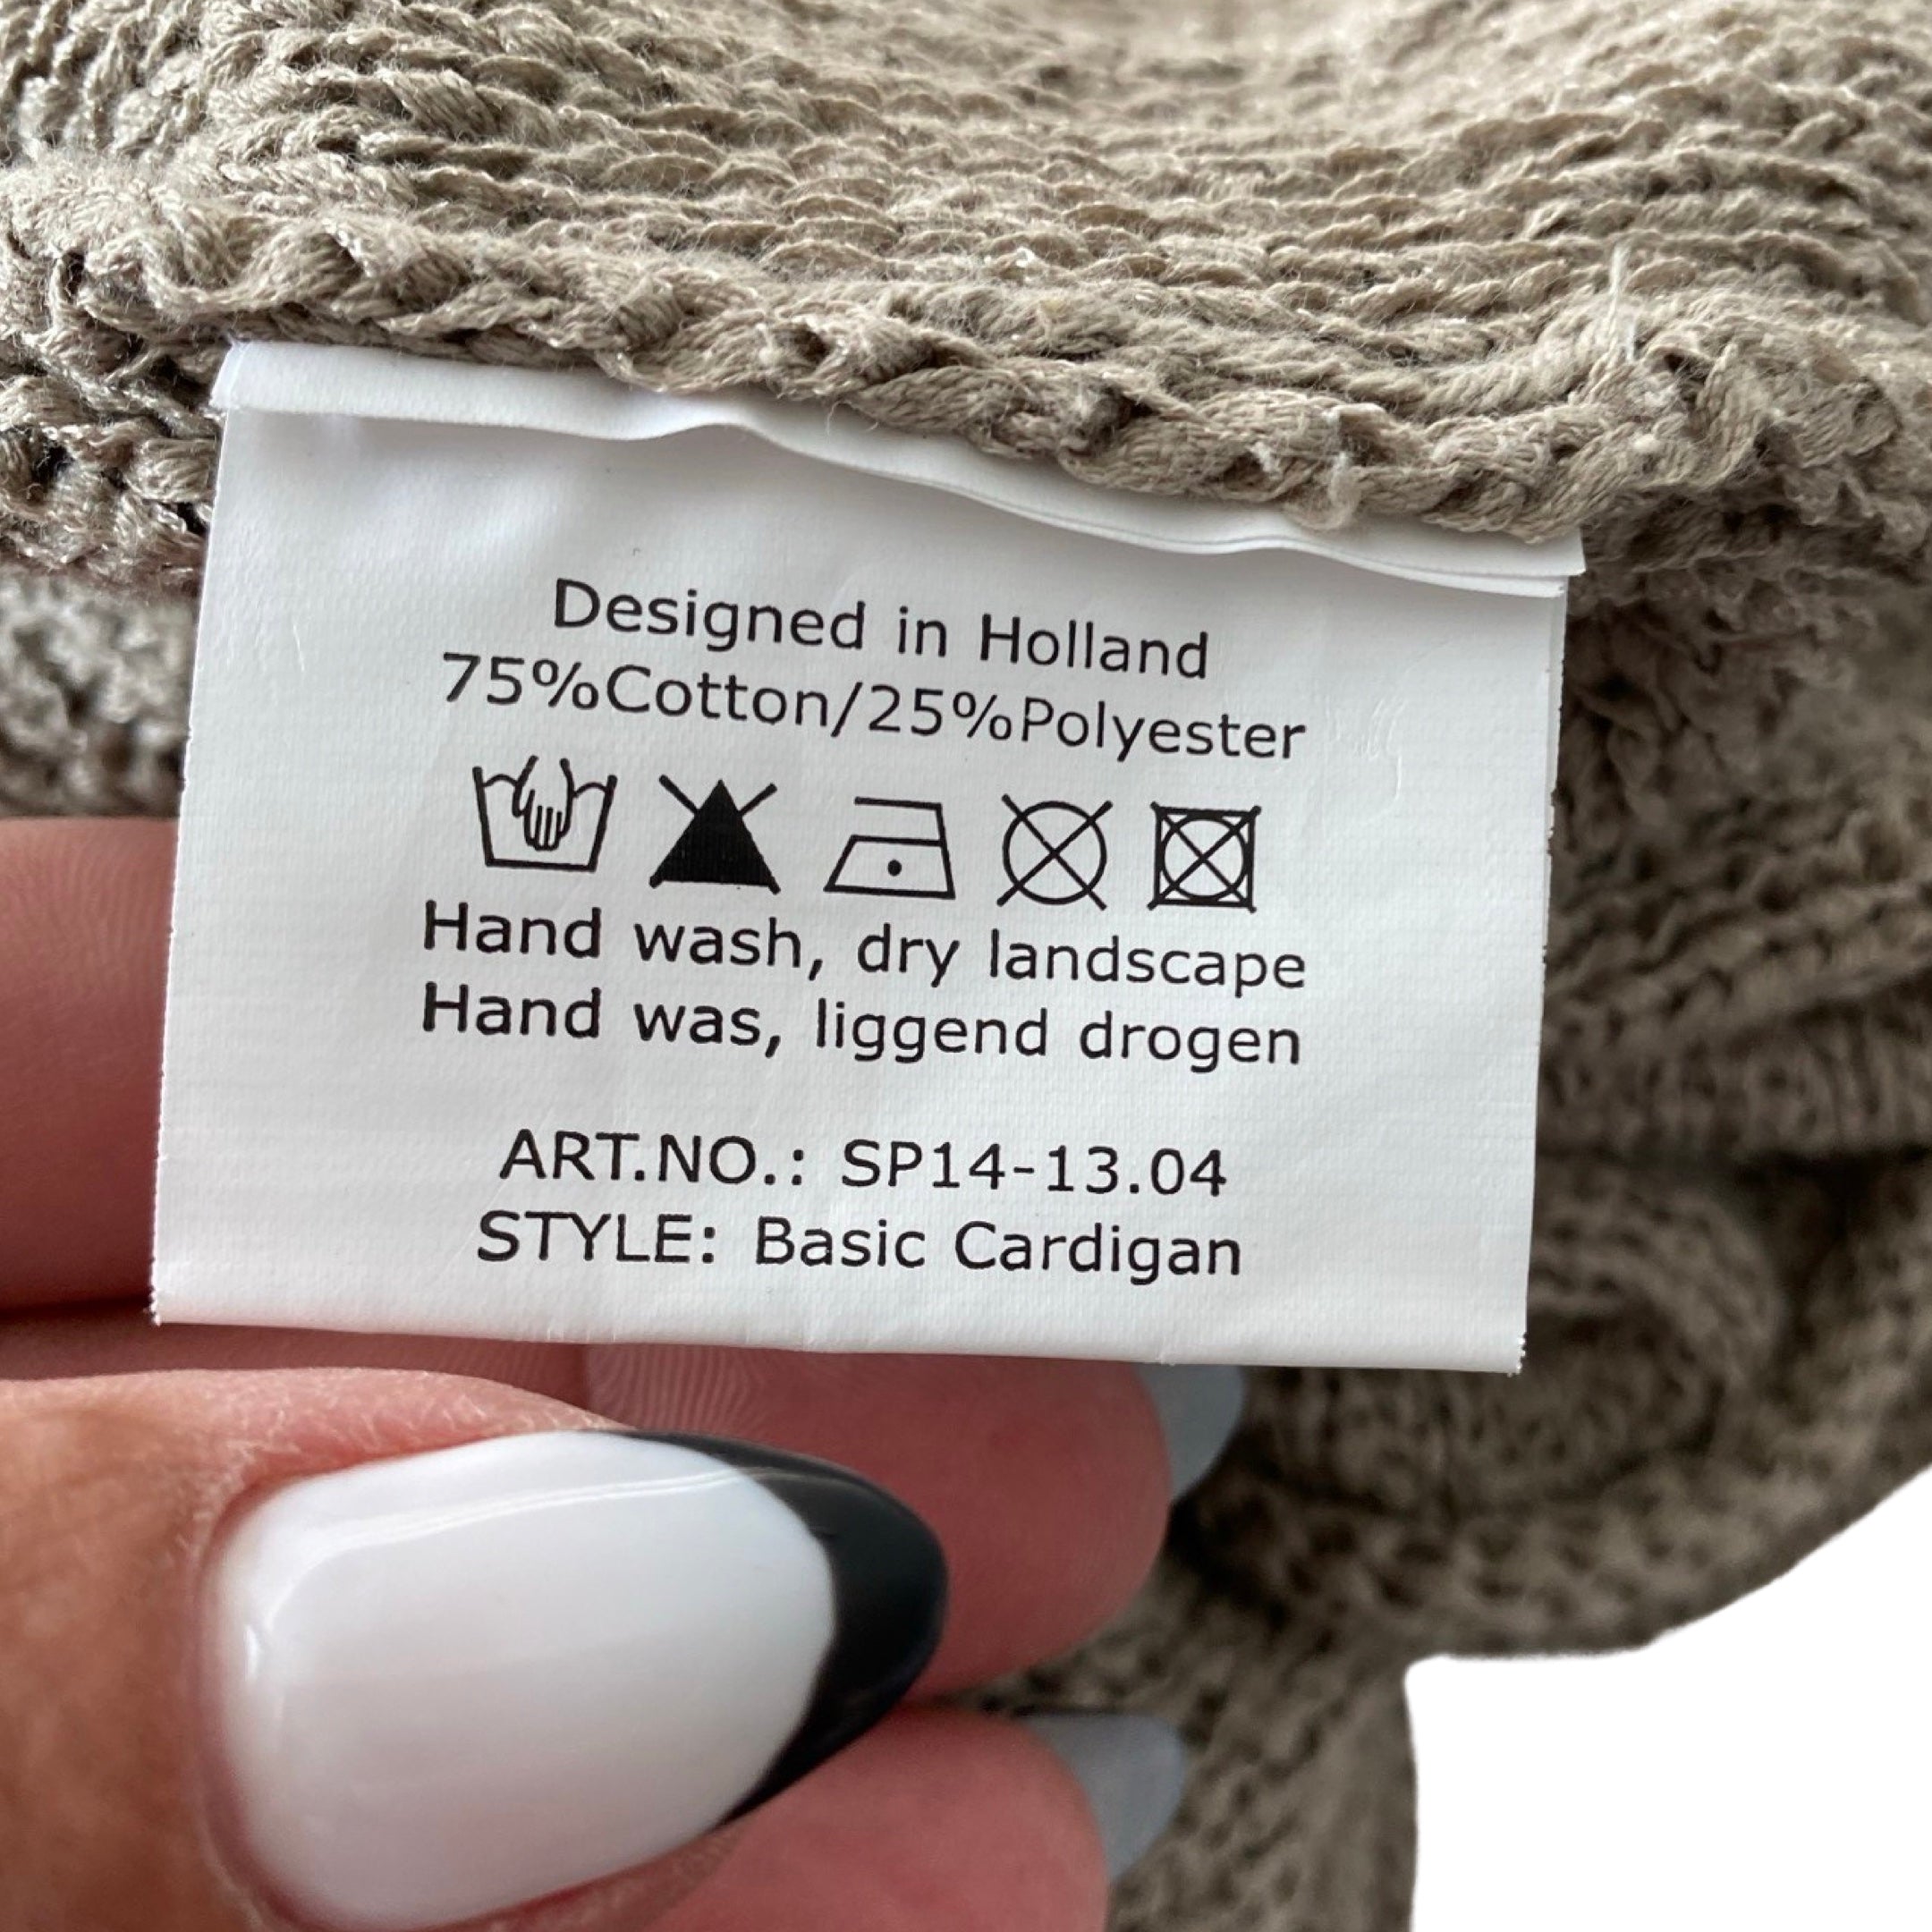 Designed in Holland
75%Cotton/25%Polyester
Hand wash, dry landscape
Hand was, liggend drogen
ART.NO.: SP14-13.04
STYLE: Basic Cardigan